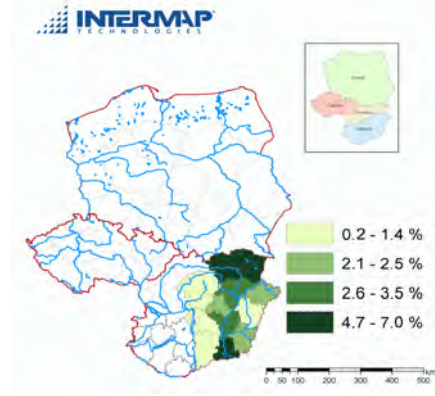 INTERMAP
TECHNOLOGIES
0.2 - 1.4 %
2.1 - 2.5 %
2.6 - 3.5 %
4.7 - 7.0 %
km
0 50 100 200 300 400 500